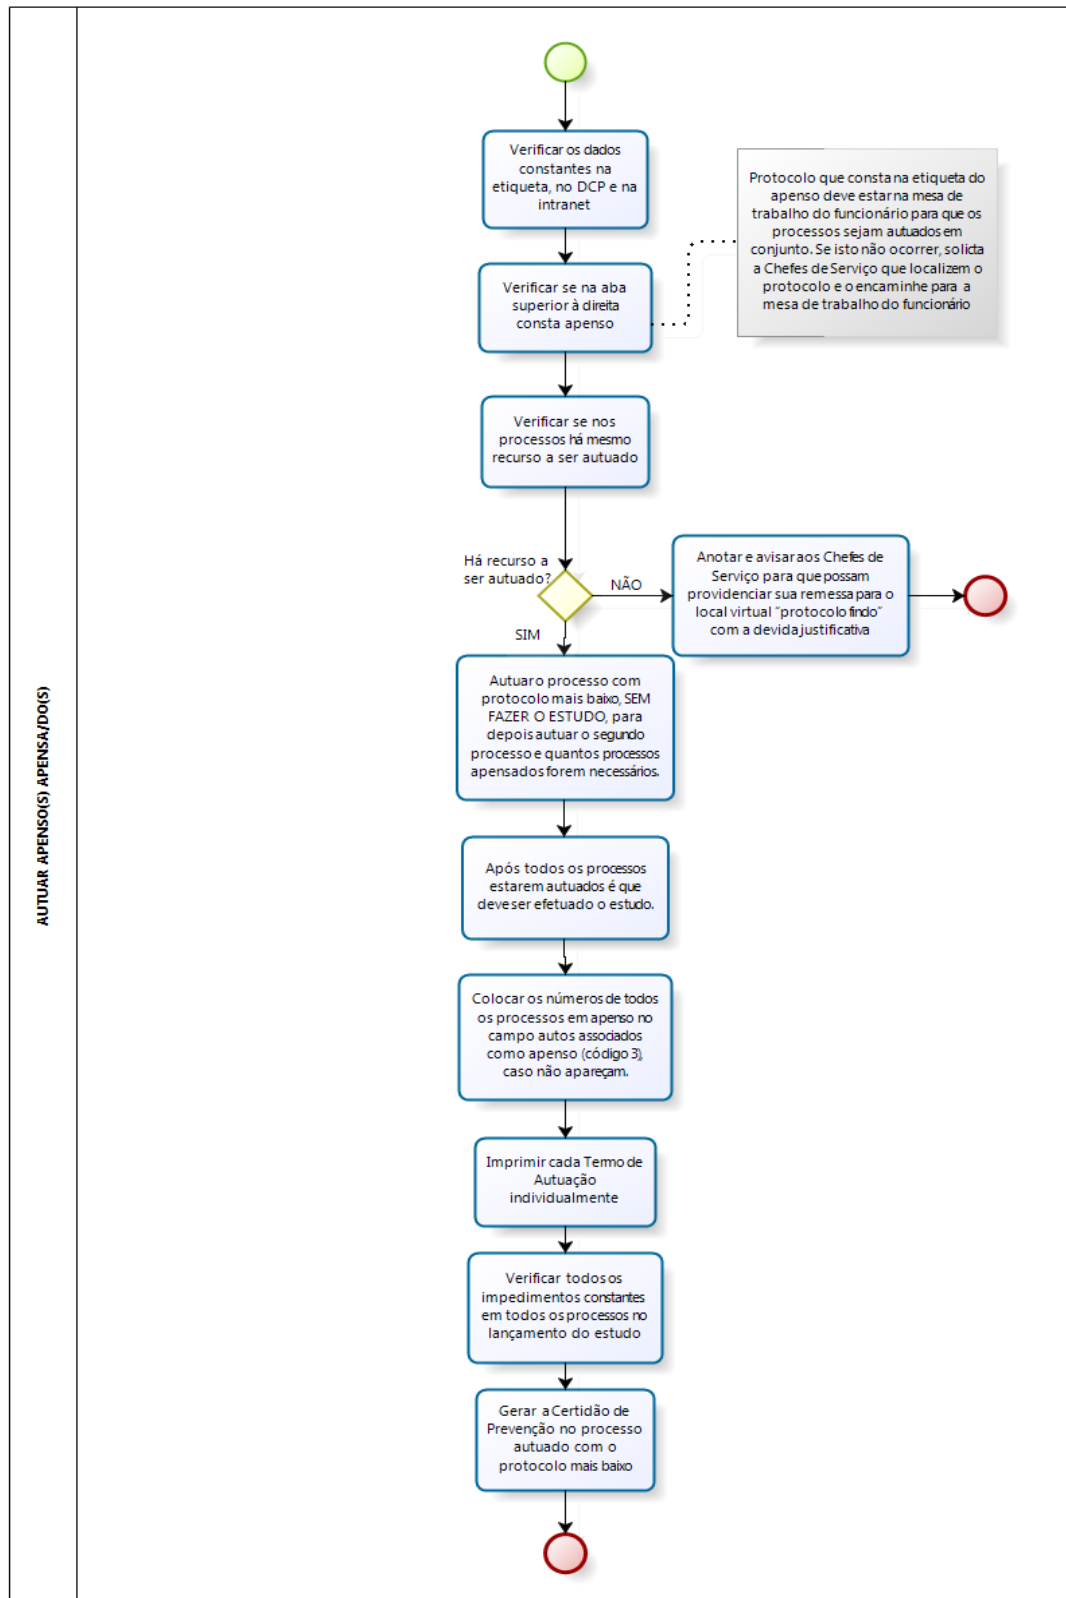 AUTUAR APENSO(S) APENSA/DO(S)
Verificar os dados
constantes na
etiqueta, no DCP e na
intranet
Protocolo que consta na etiqueta do
apenso deve estar na mesa de
trabalho do funcionário para que os
processos sejam autuados em
conjunto. Se isto não ocorrer, solicta
a Chefes de Serviço que localizem o
protocolo e o encaminhe para a
mesa de trabalho do funcionário
Verificar se na aba
superior à direita
consta apenso
Verificar se nos
processos há mesmo
recurso a ser autuado
Há recurso a
ser autuado?
NÃO
Anotar e avisar aos Chefes de
Serviço para que possam
providenciar sua remessa para o
local virtual “protocolo findo”
com a devida justificativa
SIM
Autuar o processo com
protocolo mais baixo, SEM
FAZER O ESTUDO, para
depois autuar o segundo
processo e quantos processos
apensados forem necessários.
Após todos os processos
estarem autuados é que
deve ser efetuado o estudo.
Colocar os números de todos
os processos em apenso no
campo autos associados
como apenso (código 3),
caso não apareçam.
Imprimir cada Termo de
Autuação
individualmente
Verificar todos os
impedimentos constantes
em todos os processos no
lançamento do estudo
Gerar a Certidão de
Prevenção no processo
autuado com o
protocolo mais baixo